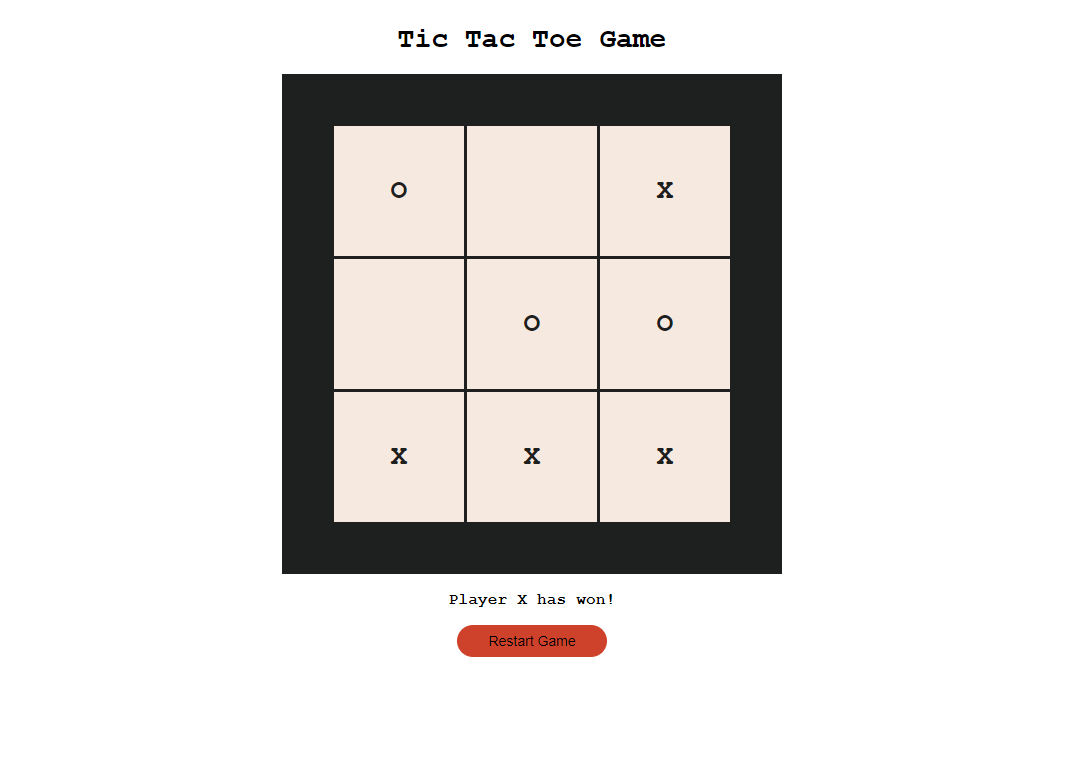 Tic Tac Toe Game
O X
O O
X X X
Player X has won!
Restart Game